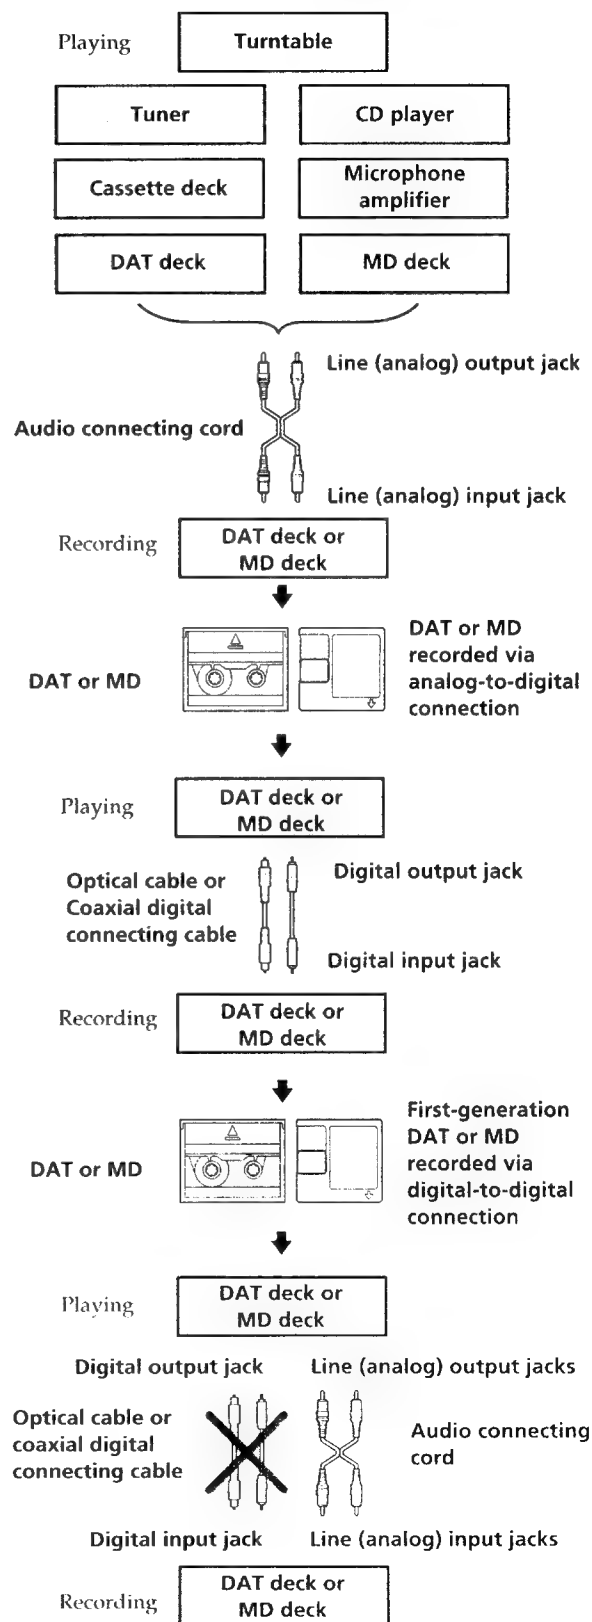 Playing
Turntable
Tuner
CD player
Cassette deck
Microphone
amplifier
DAT deck
MD deck
Line (analog) output jack
Audio connecting cord
Line (analog) input jack
Recording
DAT deck or
MD deck
DAT or MD
DAT or MD
recorded via
analog-to-digital
connection
Playing
DAT deck or
MD deck
Optical cable or
Coaxial digital
connecting cable
Digital output jack
Digital input jack
Recording
DAT deck or
MD deck
DAT or MD
First-generation
DAT or MD
recorded via
digital-to-digital
connection
Playing
DAT deck or
MD deck
Digital output jack
Line (analog) output jacks
Optical cable or
coaxial digital
connecting cable
Audio connecting
cord
Digital input jack
Line (analog) input jacks
Recording
DAT deck or
MD deck